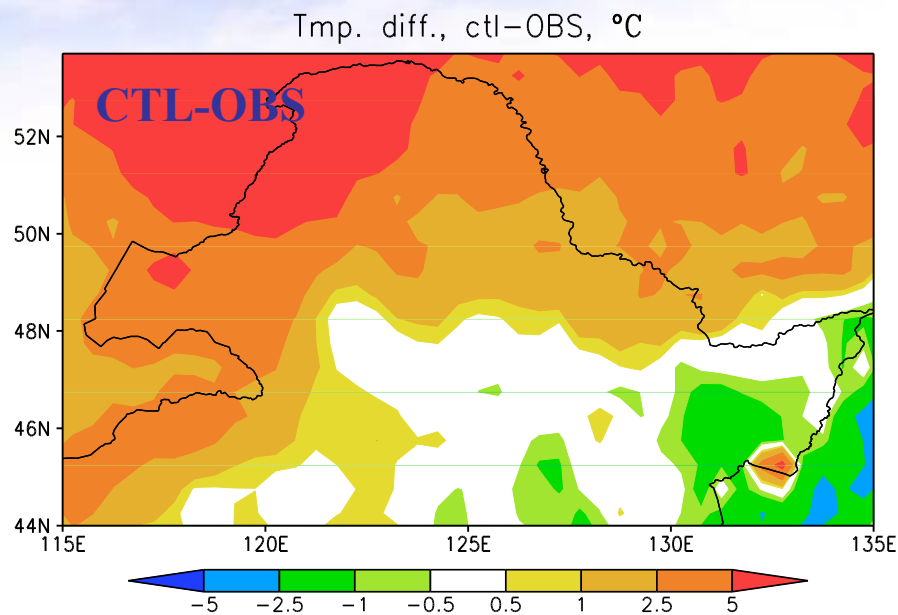 Tmp. diff., ctl-OBS, °C
CTL-OBS
52N
50N
48N
46N
44N
115E 120E 125E 130E 135E
-5 -2.5 -1 -0.5 0.5 1 2.5 5